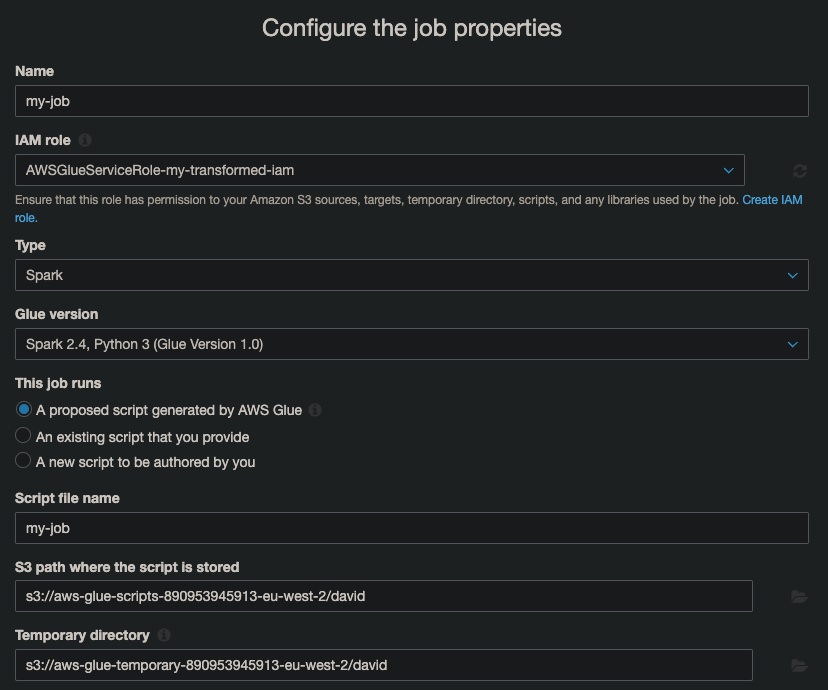 Configure the job properties
Name
my-job
IAM role
AWSGlueServiceRole-my-transformed-iam
Ensure that this role has permission to your Amazon S3 sources, targets, temporary directory, scripts, and any libraries used by the job. Create IAM
role.
Type
Spark
Glue version
Spark 2.4, Python 3 (Glue Version 1.0)
This job runs
A proposed script generated by AWS Glue
An existing script that you provide
A new script to be authored by you
Script file name
my-job
S3 path where the script is stored
s3://aws-glue-scripts-890953945913-eu-west-2/david
Temporary directory
s3://aws-glue-temporary-890953945913-eu-west-2/david